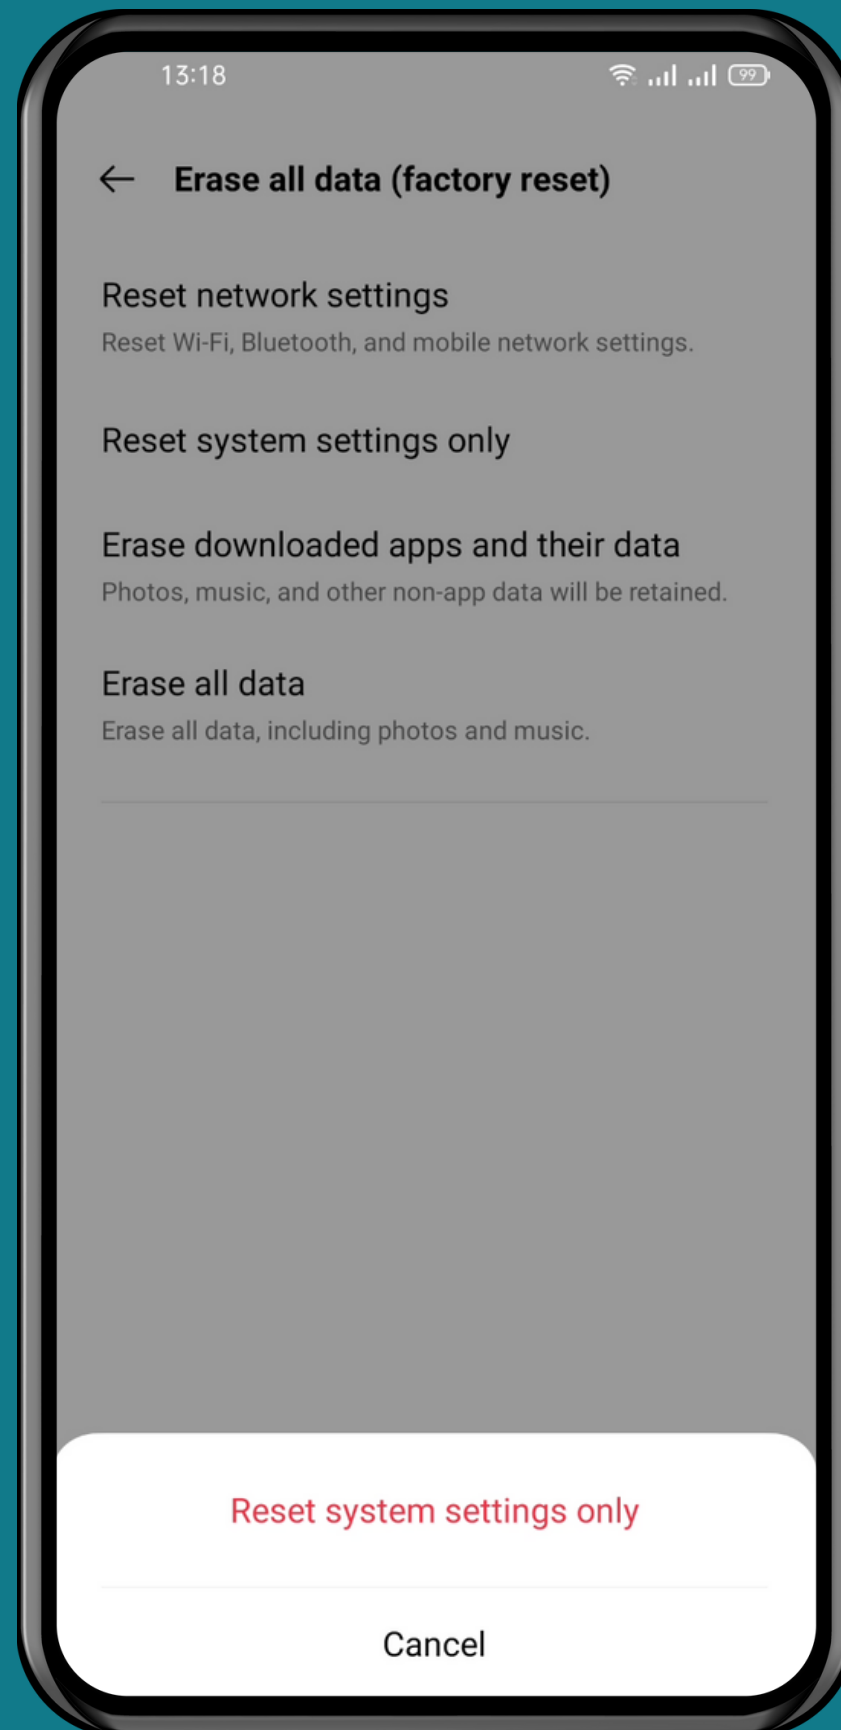 13:18 99
Erase all data (factory reset)
Reset network settings
Reset Wi-Fi, Bluetooth, and mobile network settings.
Reset system settings only
Erase downloaded apps and their data
Photos, music, and other non-app data will be retained.
Erase all data
Erase all data, including photos and music.
Reset system settings only
Cancel